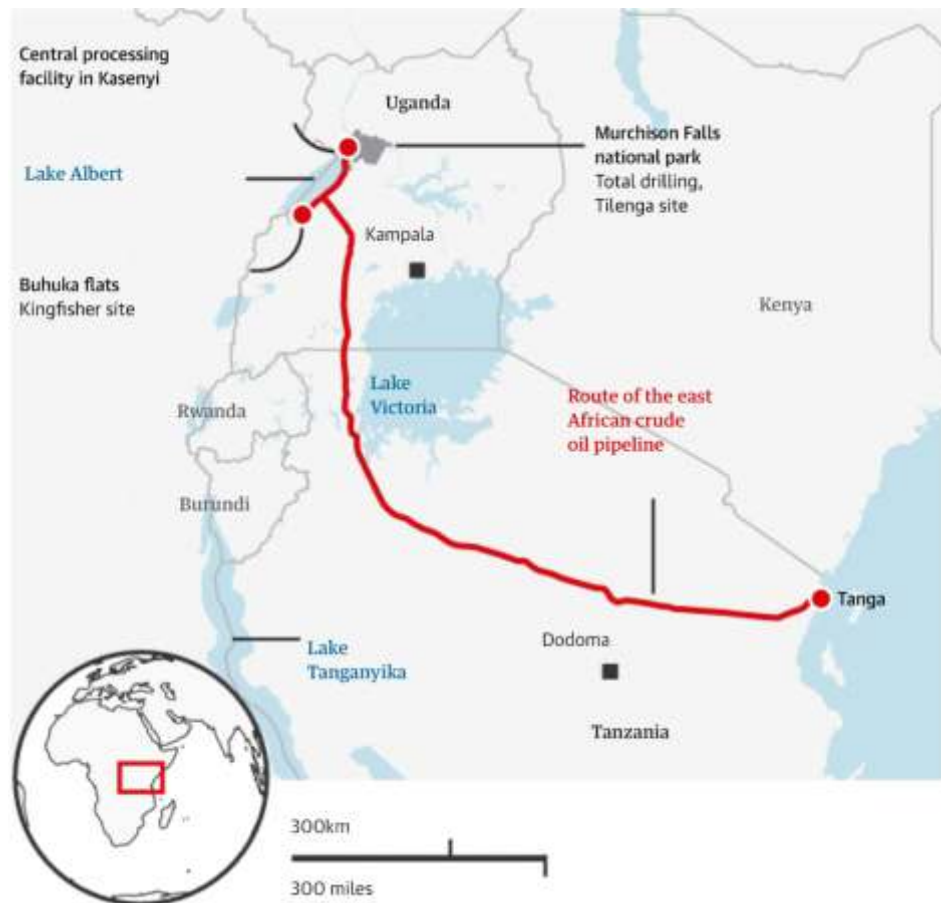 Central processing
facility in Kasenyi
Uganda
Murchison Falls
national park
Total drilling,
Tilenga site
Lake Albert
Kampala
Buhuka flats
Kingfisher site
Kenya
Lake
Victoria
Route of the east
African crude
oil pipeline
Rwanda
Burundi
Tanga
Dodoma
Lake
Tanganyika
Tanzania
300km
300 miles